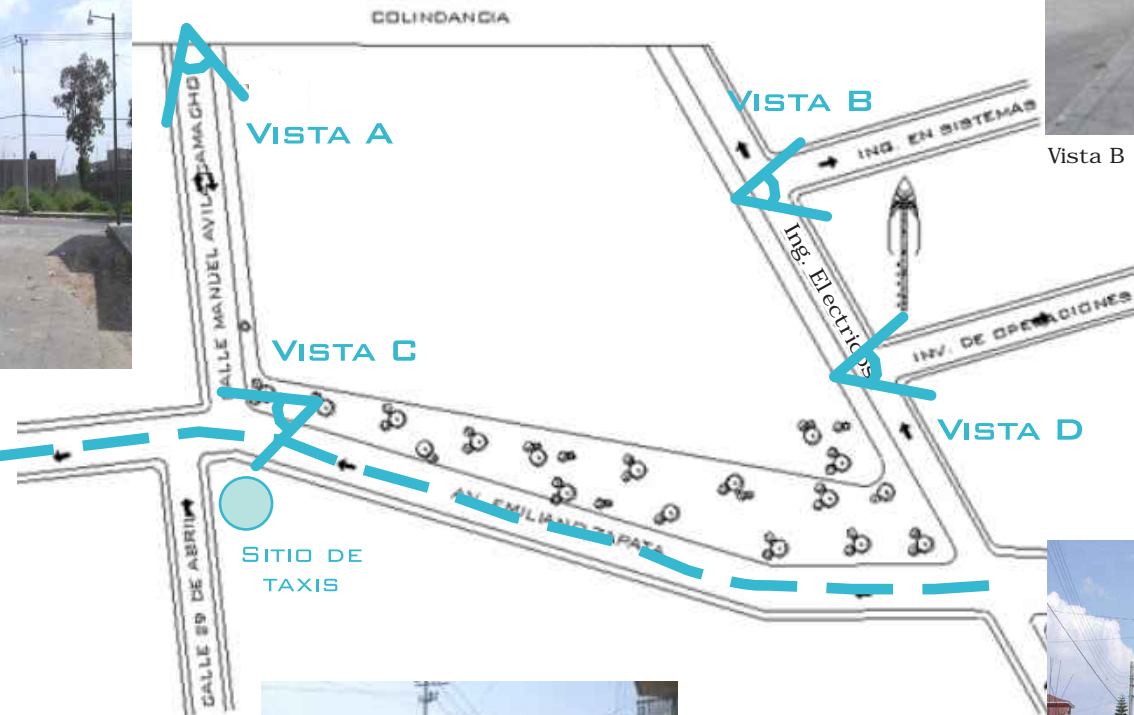 COLINDANCIA
VISTA A
VISTA B
Vista B
ING. EN SISTEMAS
CALLE MANUEL AVILA CAMACHO
Ing. Electricos
INV. DE OPERACIONES
VISTA C
VISTA D
AV. EMILIANO ZAPATA
SITIO DE
TAXIS
CALLE 29 DE ABRIL